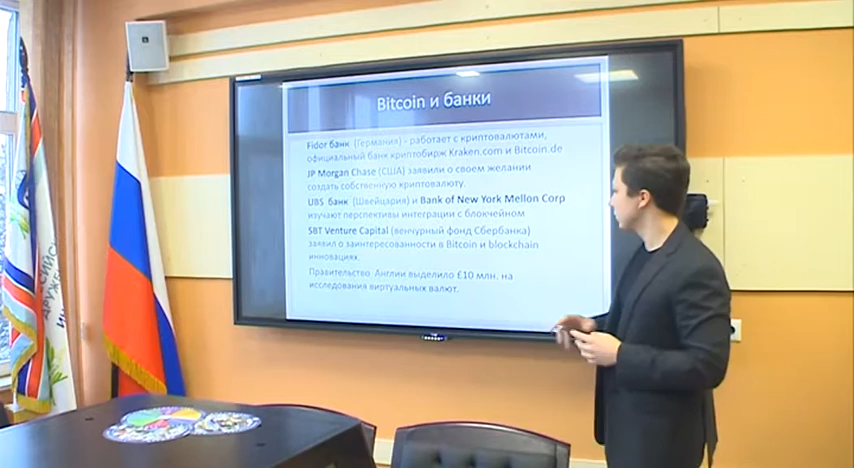 Bitcoin и банки
Fidor банк (Германия) - работает с криптовалютами,
официальный банк криптобирж Kraken.com и Bitcoin.de
JP Morgan Chase (США) заявили о своем желании
создать собственную криптовалюту.
UBS банк (Швейцария) и Bank of New York Mellon Corp
изучают перспективы интеграции с блокчейном
SBT Venture Capital (венчурный фонд Сбербанка)
заявил о заинтересованности в Bitcoin и blockchain
инновациях.
Правительство Англии выделило £10 млн. на
исследования виртуальных валют.